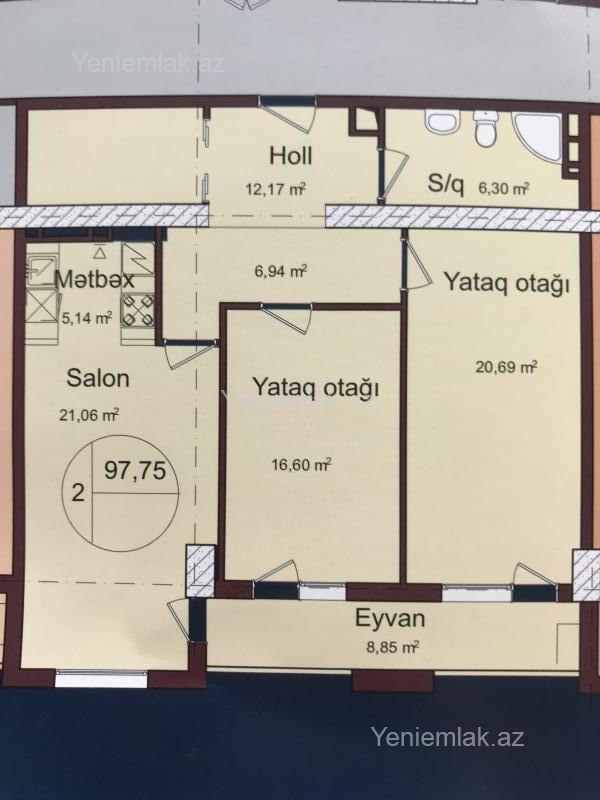 Yeniemlak.az
Holl
12,17 m²
S/q 6,30 m²
6,94 m²
Mətbəx
5,14 m²
Yataq otağı
20,69 m²
Salon
21,06 m²
Yataq otağı
16,60 m²
97,75
2
Eyvan
8,85 m²
Yeniemlak.az